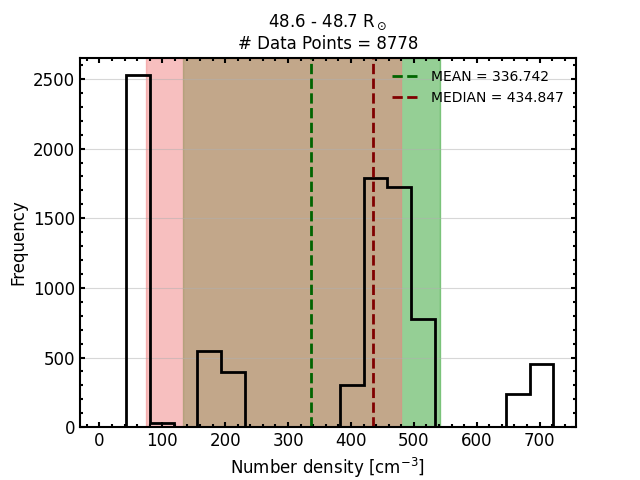 48.6 - 48.7 R⊙
# Data Points = 8778
MEAN = 336.742
MEDIAN = 434.847
Frequency
2500
2000
1500
1000
500
0
0 100 200 300 400 500 600 700
Number density [cm⁻³]